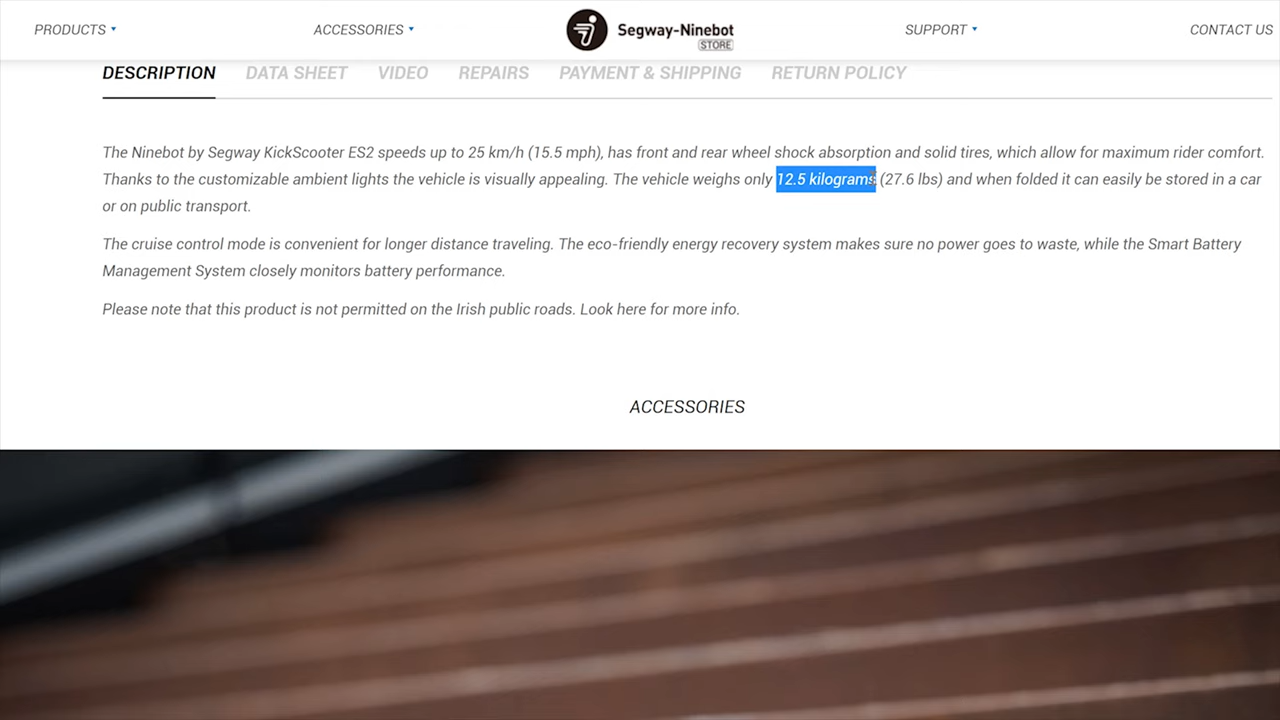 PRODUCTS ACCESSORIES Segway-Ninebot STORE SUPPORT CONTACT US
DESCRIPTION DATA SHEET VIDEO REPAIRS PAYMENT & SHIPPING RETURN POLICY
The Ninebot by Segway KickScooter ES2 speeds up to 25 km/h (15.5 mph), has front and rear wheel shock absorption and solid tires, which allow for maximum rider comfort.
Thanks to the customizable ambient lights the vehicle is visually appealing. The vehicle weighs only 12.5 kilograms (27.6 lbs) and when folded it can easily be stored in a car
or on public transport.
The cruise control mode is convenient for longer distance traveling. The eco-friendly energy recovery system makes sure no power goes to waste, while the Smart Battery
Management System closely monitors battery performance.
Please note that this product is not permitted on the Irish public roads. Look here for more info.
ACCESSORIES